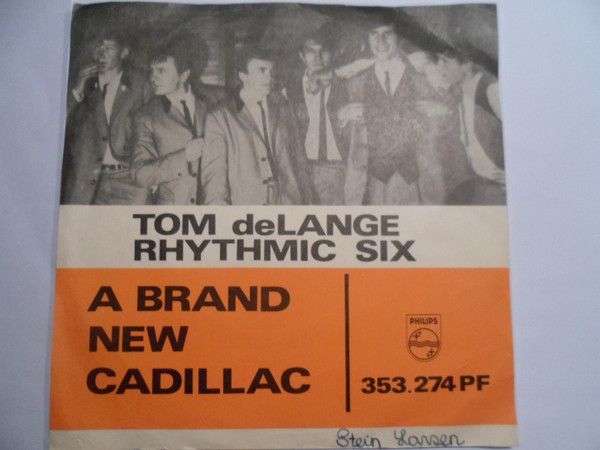 TOM deLANGE
RHYTHMIC SIX
A BRAND
NEW
CADILLAC
PHILIPS
353.274 PF
Stein Larsen